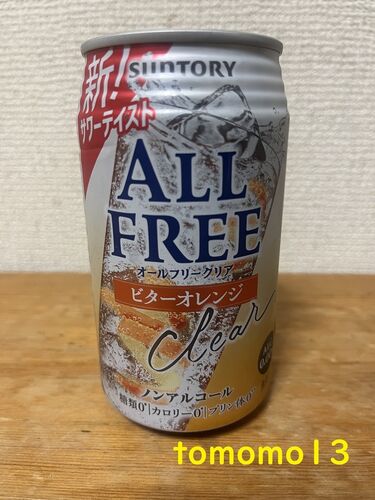 新!
サワーテイスト
SUNTORY
ALL
FREE
オールフリークリア
ビターオレンジ
clear
ノンアルコール
糖類0|カロリー0|プリン体0
tomomo13